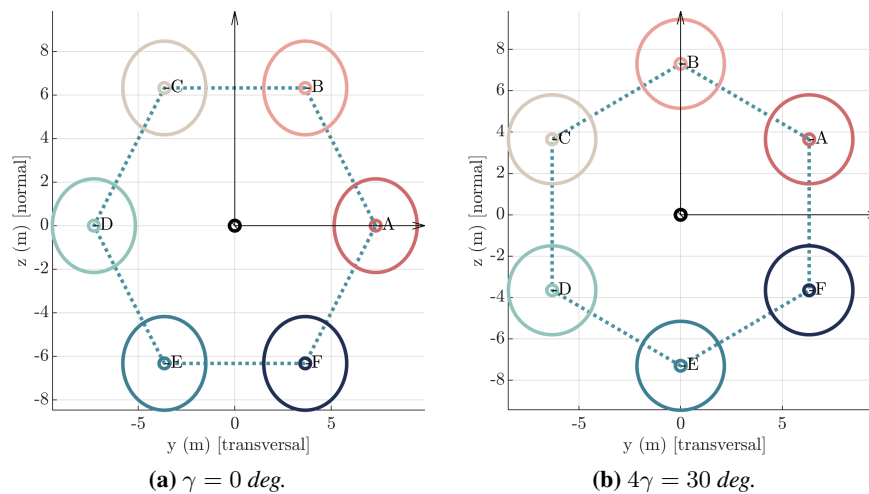 8
6
4
2
0
-2
-4
-6
-8
z (m) [normal]
C
B
D
A
E
F
-5
0
5
y (m) [transversal]
(a) γ = 0 deg.
8
6
4
2
0
-2
-4
-6
-8
z (m) [normal]
B
C
A
D
F
E
-5
0
5
y (m) [transversal]
(b) 4γ = 30 deg.